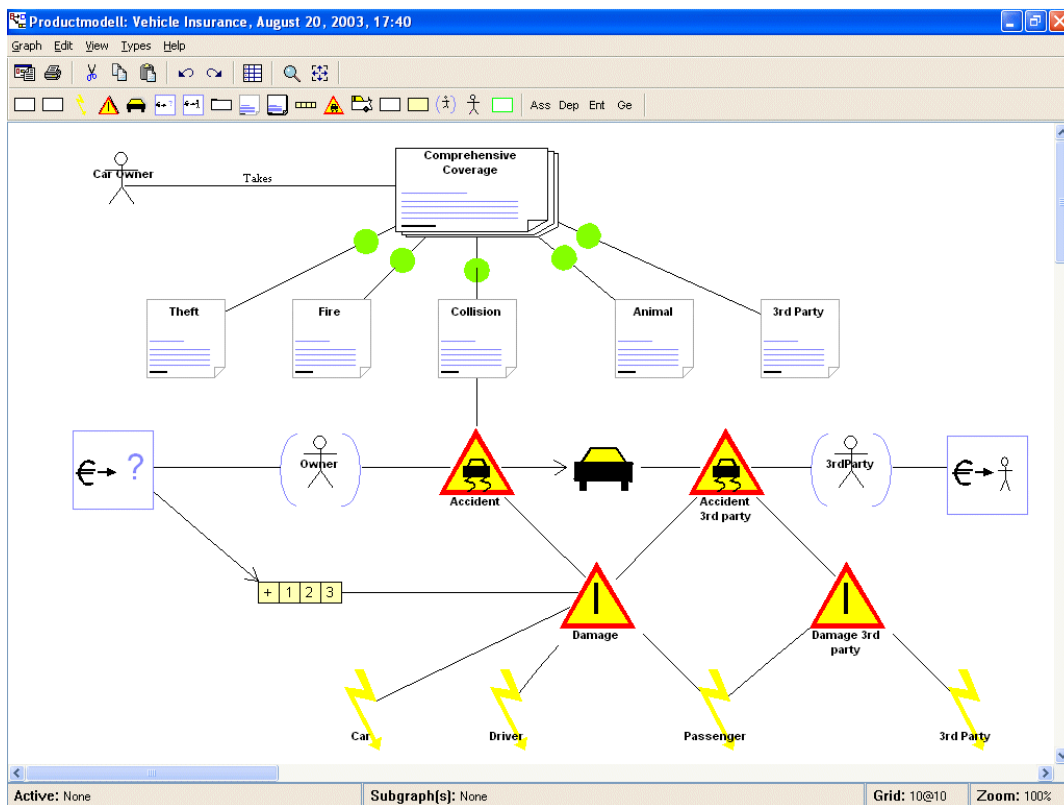 Productmodell: Vehicle Insurance, August 20, 2003, 17:40
Graph Edit View Types Help
Ass Dep Ent Ge
Comprehensive
Coverage
Car Owner
Takes
Theft
Fire
Collision
Animal
3rd Party
€ ?
Owner
3rdParty
€
Accident
Accident
3rd party
+ 1 2 3
Damage
Damage 3rd
party
Car
Driver
Passenger
3rd Party
Active: None
Subgraph(s): None
Grid: 10@10
Zoom: 100%